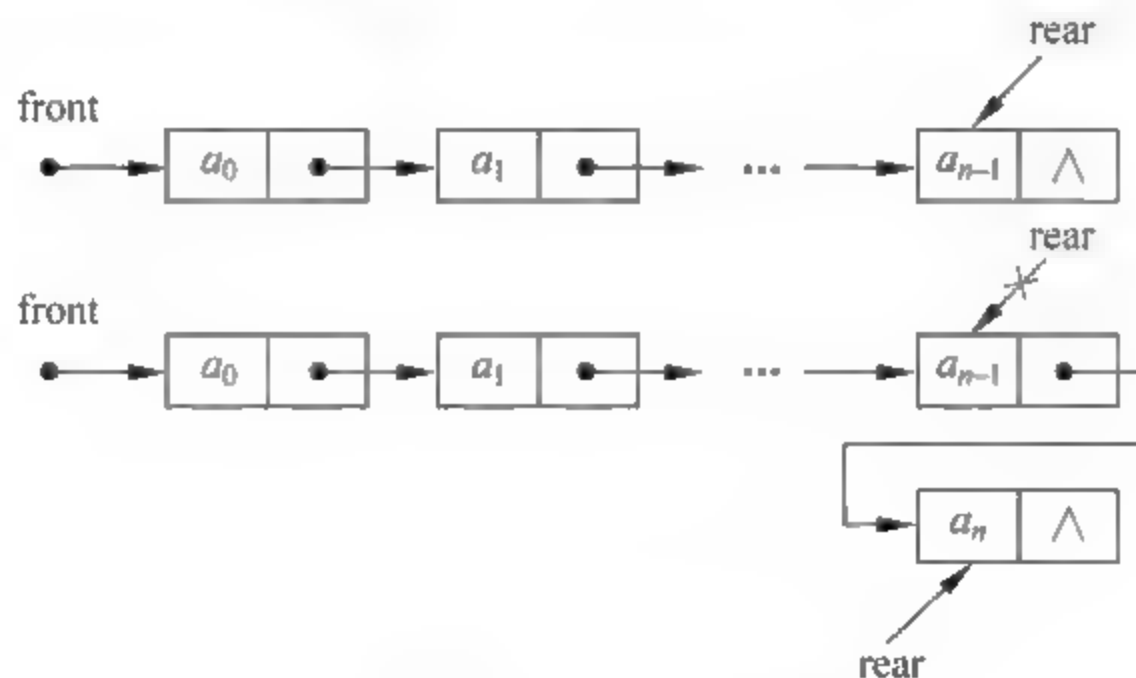 rear
front
a₀ a₁ ... aₙ₋₁ ∧
rear
front
a₀ a₁ ... aₙ₋₁
aₙ ∧
rear